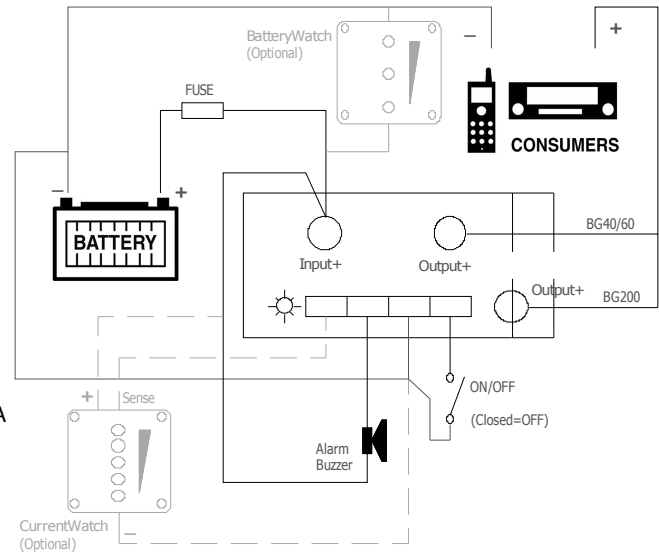 BatteryWatch
(Optional)
−
+
FUSE
CONSUMERS
−
+
BATTERY
BG40/60
Input+
Output+
Output+
BG200
+
Sense
ON/OFF
A
(Closed=OFF)
Alarm
Buzzer
CurrentWatch
(Optional)
−